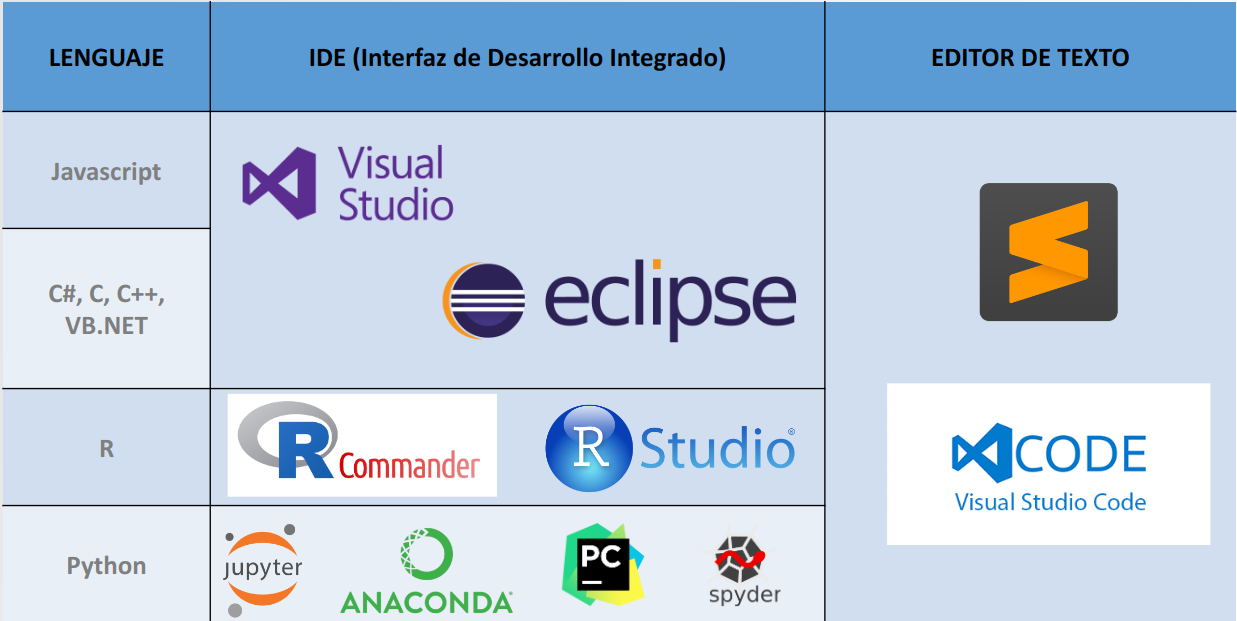 LENGUAJE
IDE (Interfaz de Desarrollo Integrado)
EDITOR DE TEXTO
Javascript
Visual
Studio
C#, C, C++,
VB.NET
eclipse
R
R Commander
R Studio®
CODE
Visual Studio Code
Python
jupyter
ANACONDA®
PC
spyder